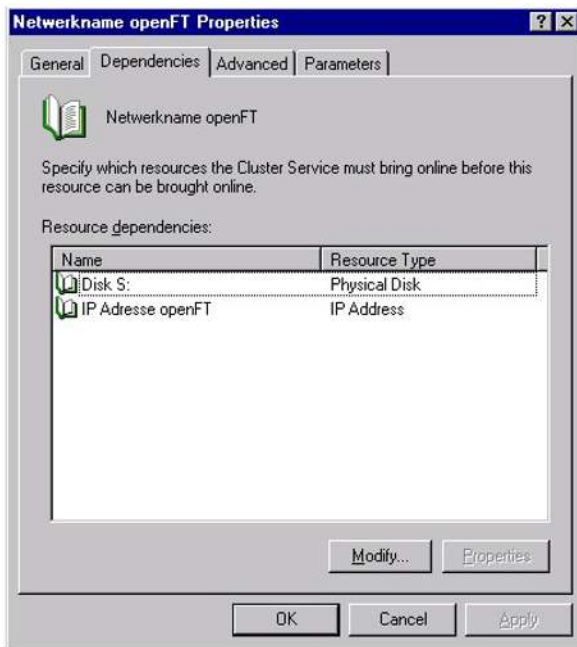 Netwerkname openFT Properties
General Dependencies Advanced Parameters
Netwerkname openFT
Specify which resources the Cluster Service must bring online before this
resource can be brought online.
Resource dependencies:
Name Resource Type
Disk S: Physical Disk
IP Adresse openFT IP Address
Modify... Properties
OK Cancel Apply